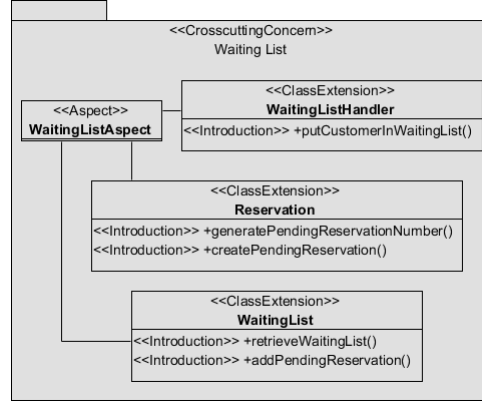 <<CrosscuttingConcern>>
Waiting List
<<Aspect>>
WaitingListAspect
<<ClassExtension>>
WaitingListHandler
<<Introduction>> +putCustomerInWaitingList()
<<ClassExtension>>
Reservation
<<Introduction>> +generatePendingReservationNumber()
<<Introduction>> +createPendingReservation()
<<ClassExtension>>
WaitingList
<<Introduction>> +retrieveWaitingList()
<<Introduction>> +addPendingReservation()